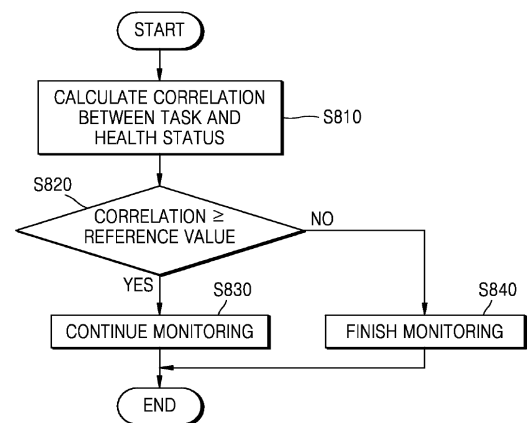 START
CALCULATE CORRELATION
BETWEEN TASK AND
HEALTH STATUS
S810
S820
CORRELATION ≥
REFERENCE VALUE
NO
YES
S830
S840
CONTINUE MONITORING
FINISH MONITORING
END